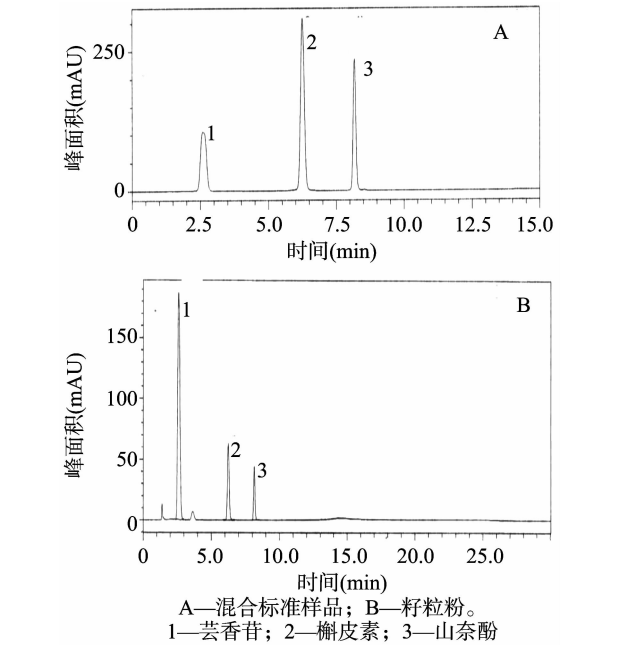 A
250
峰面积(mAU)
2
3
1
0
0 2.5 5.0 7.5 10.0 12.5 15.0
时间(min)
B
1
150
峰面积(mAU)
100
50
2
3
0
0 5.0 10.0 15.0 20.0 25.0
时间(min)
A—混合标准样品；B—籽粒粉。
1—芸香苷；2—槲皮素；3—山奈酚